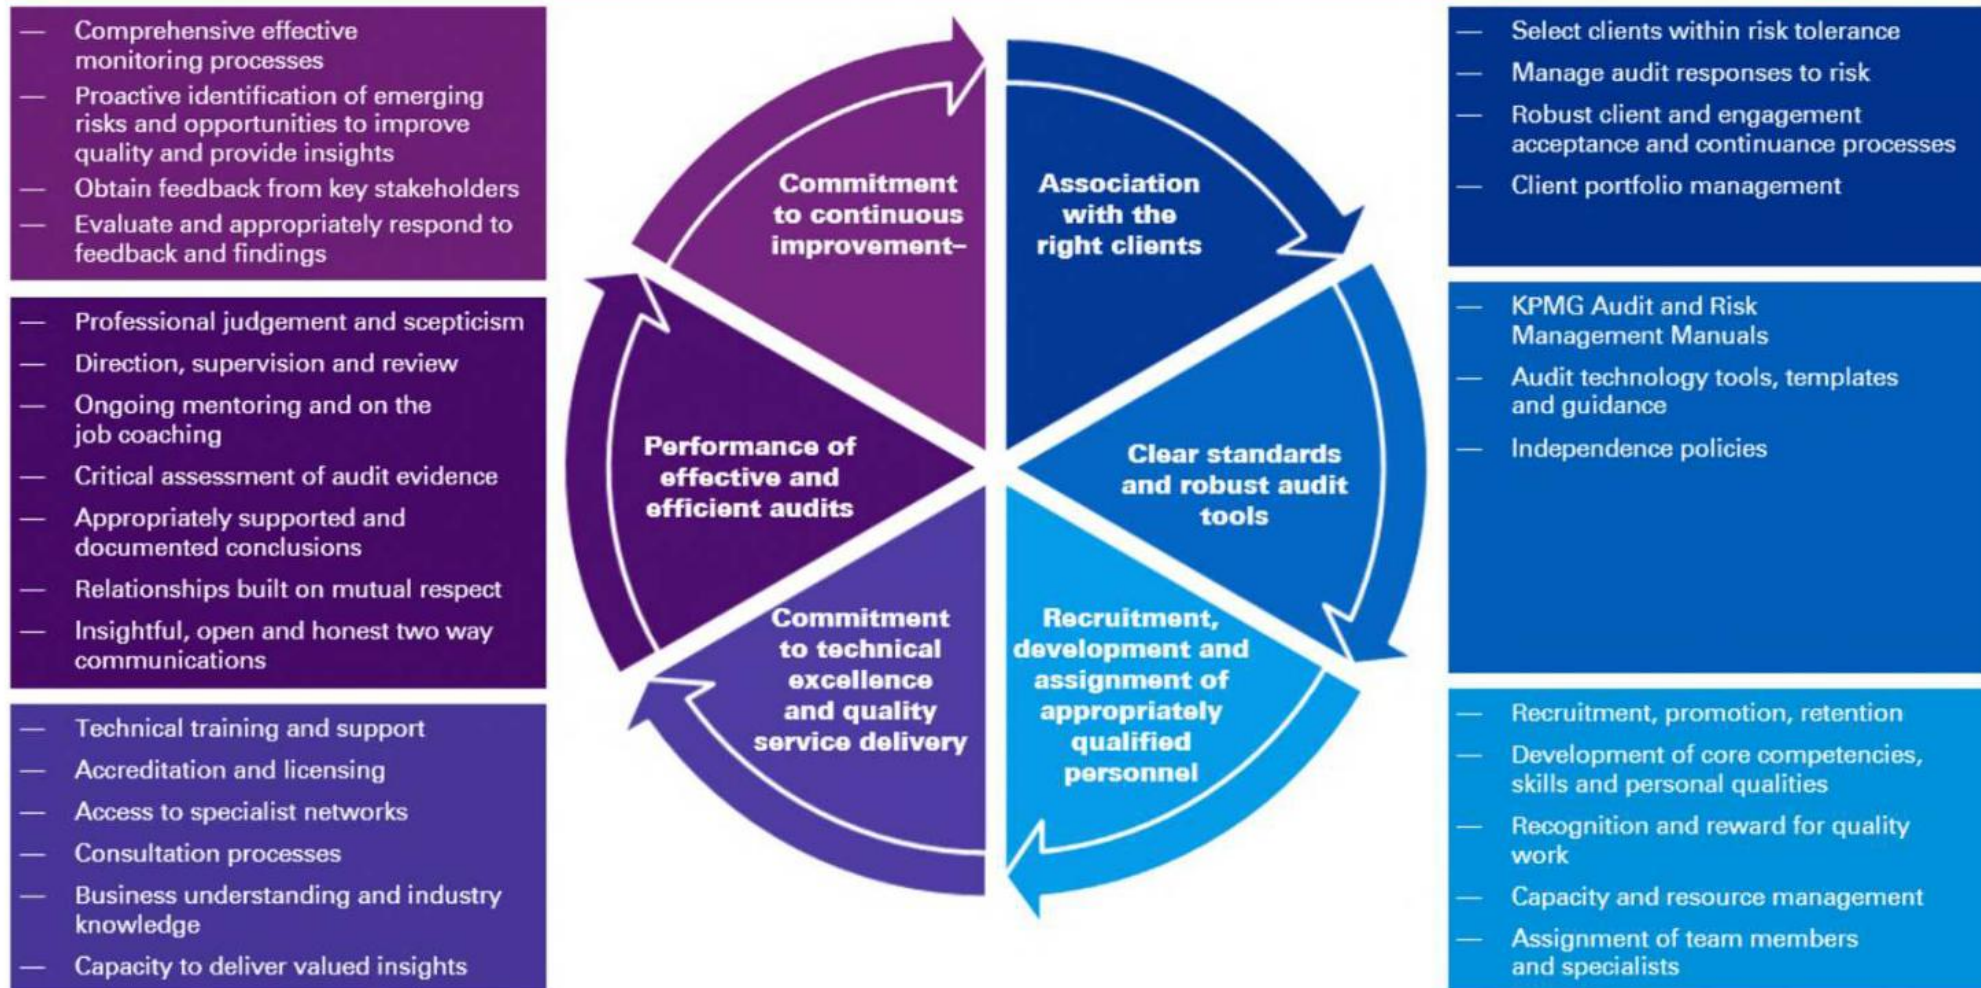 — Comprehensive effective
monitoring processes
— Proactive identification of emerging
risks and opportunities to improve
quality and provide insights
— Obtain feedback from key stakeholders
— Evaluate and appropriately respond to
feedback and findings
— Professional judgement and scepticism
— Direction, supervision and review
— Ongoing mentoring and on the
job coaching
— Critical assessment of audit evidence
— Appropriately supported and
documented conclusions
— Relationships built on mutual respect
— Insightful, open and honest two way
communications
— Technical training and support
— Accreditation and licensing
— Access to specialist networks
— Consultation processes
— Business understanding and industry
knowledge
— Capacity to deliver valued insights
Commitment
to continuous
improvement–
Association
with the
right clients
Performance of
effective and
efficient audits
Clear standards
and robust audit
tools
Commitment
to technical
excellence
and quality
service delivery
Recruitment,
development and
assignment of
appropriately
qualified
personnel
— Select clients within risk tolerance
— Manage audit responses to risk
— Robust client and engagement
acceptance and continuance processes
— Client portfolio management
— KPMG Audit and Risk
Management Manuals
— Audit technology tools, templates
and guidance
— Independence policies
— Recruitment, promotion, retention
— Development of core competencies,
skills and personal qualities
— Recognition and reward for quality
work
— Capacity and resource management
— Assignment of team members
and specialists